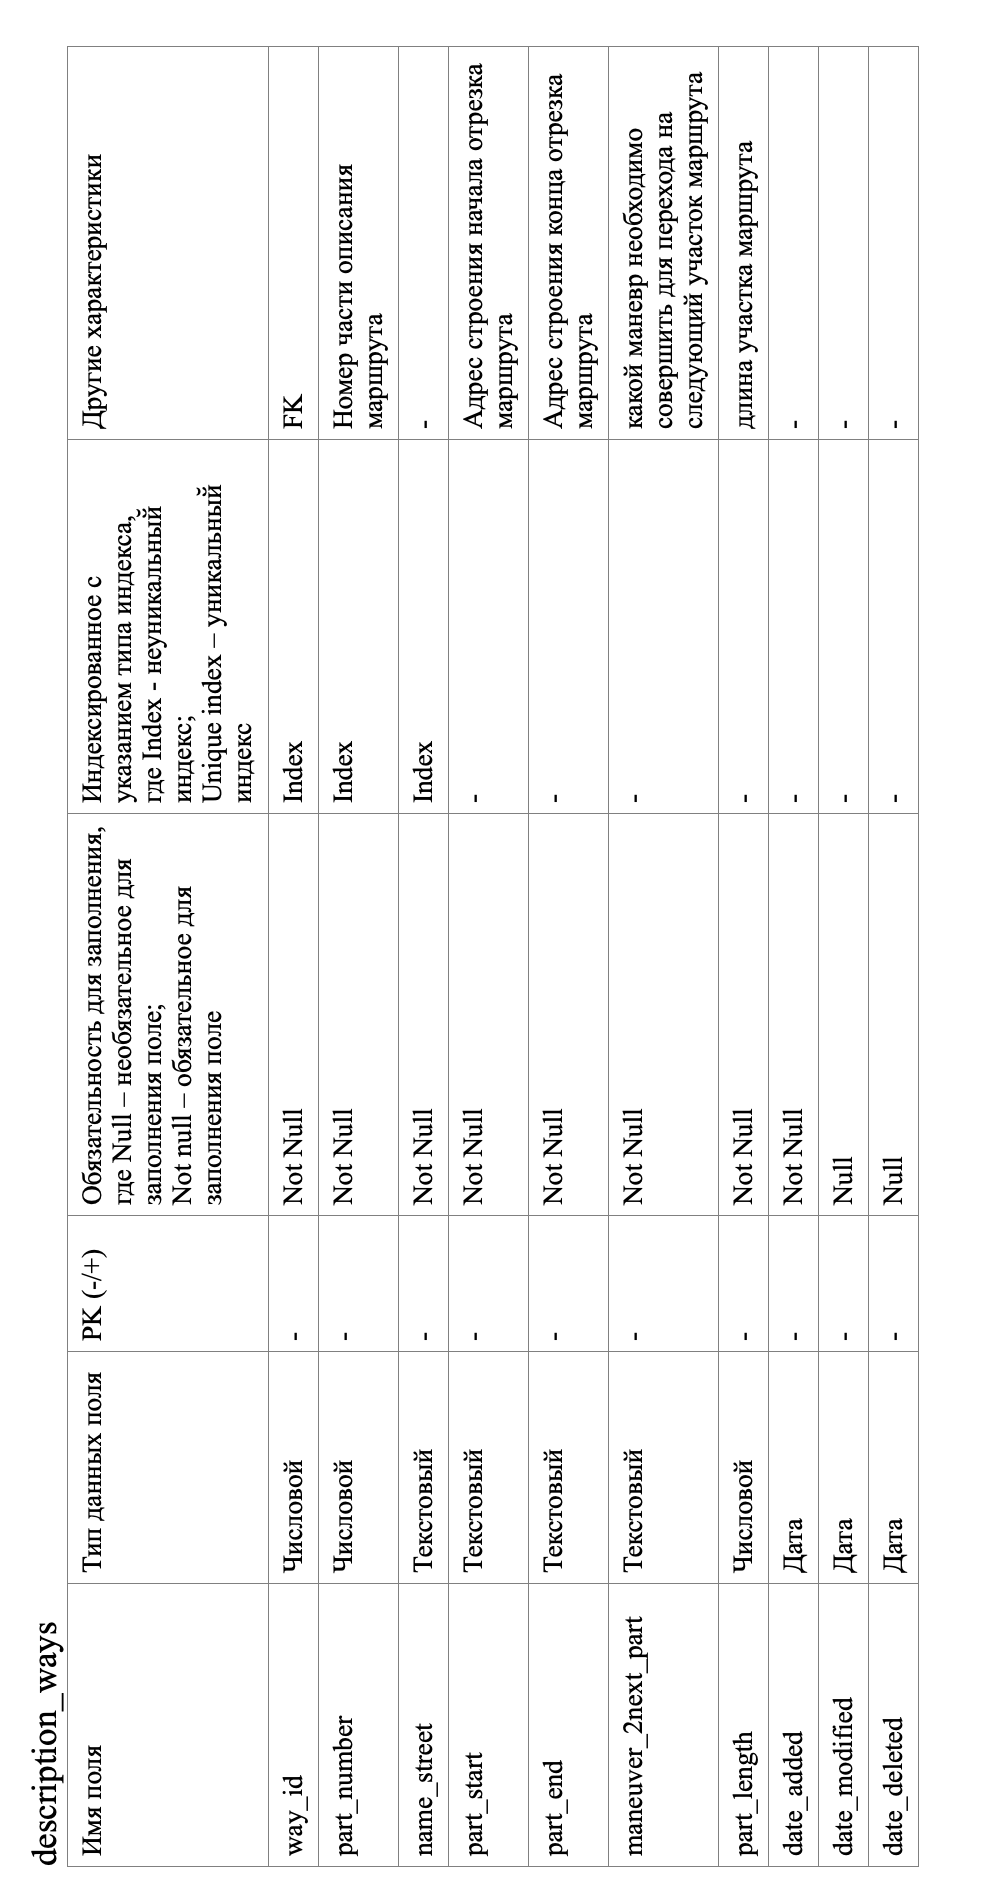 description_ways
Имя поля
Тип данных поля
PK (-/+)
Обязательность для заполнения,
где Null – необязательное для
заполнения поле;
Not null – обязательное для
заполнения поле
Индексированное с
указанием типа индекса,
где Index - неуникальный
индекс;
Unique index – уникальный
индекс
Другие характеристики
way_id
Числовой
-
Not Null
Index
FK
part_number
Числовой
-
Not Null
Index
Номер части описания
маршрута
name_street
Текстовый
-
Not Null
Index
-
part_start
Текстовый
-
Not Null
-
Адрес строения начала отрезка
маршрута
part_end
Текстовый
-
Not Null
-
Адрес строения конца отрезка
маршрута
maneuver_2next_part
Текстовый
-
Not Null
-
какой маневр необходимо
совершить для перехода на
следующий участок маршрута
part_length
Числовой
-
Not Null
-
длина участка маршрута
date_added
Дата
-
Not Null
-
-
date_modified
Дата
-
Null
-
-
date_deleted
Дата
-
Null
-
-